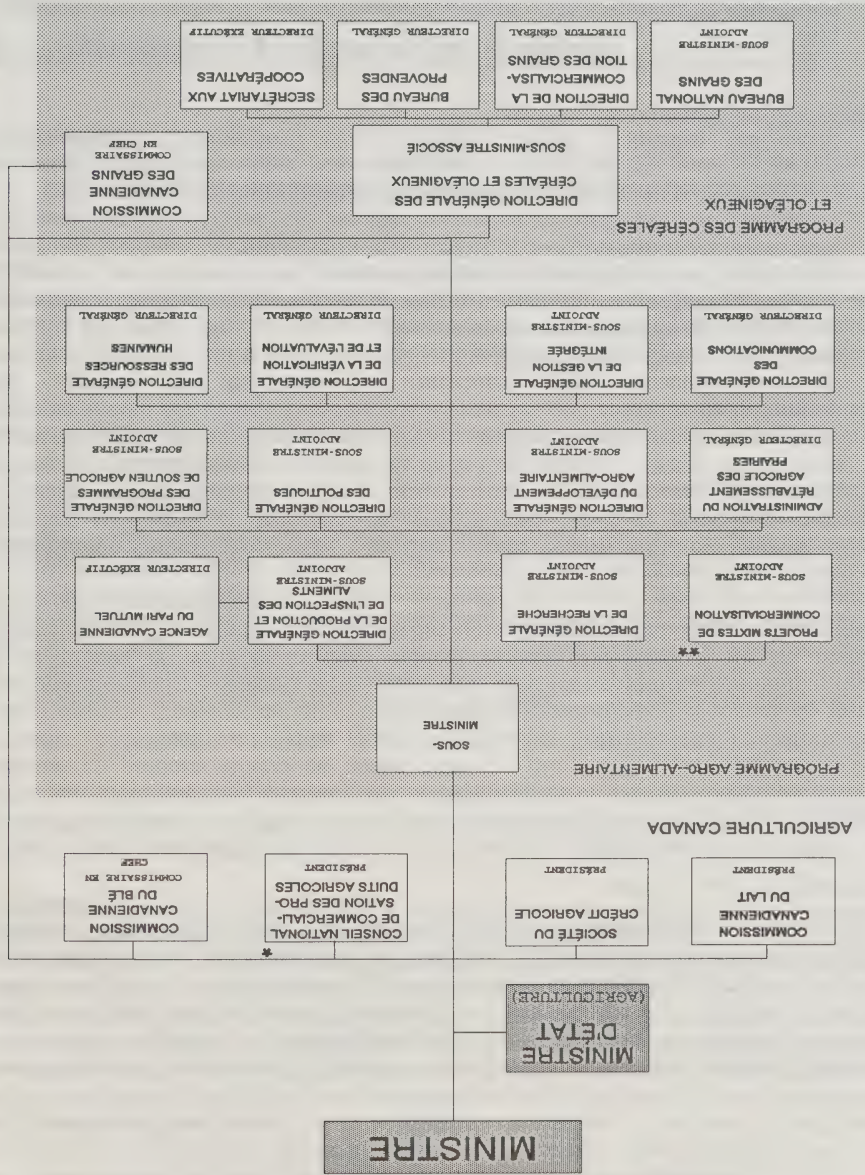 MINISTRE
MINISTRE
D'ÉTAT
(AGRICULTURE)
COMMISSION
CANADIENNE
DU LAIT
PRÉSIDENT
SOCIÉTÉ DU
CRÉDIT AGRICOLE
PRÉSIDENT
*
CONSEIL NATIONAL
DE COMMERCIALI-
SATION DES PRO-
DUITS AGRICOLES
PRÉSIDENT
COMMISSION
CANADIENNE
DU BLÉ
COMMISSAIRE EN
CHEF
AGRICULTURE CANADA
PROGRAMME AGRO--ALIMENTAIRE
SOUS-
MINISTRE
**
PROJETS MIXTES DE
COMMERCIALISATION
SOUS-MINISTRE
ADJOINT
DIRECTION GÉNÉRALE
DE LA RECHERCHE
SOUS-MINISTRE
ADJOINT
DIRECTION GÉNÉRALE
DE LA PRODUCTION ET
DE L'INSPECTION DES
ALIMENTS
SOUS-MINISTRE
ADJOINT
AGENCE CANADIENNE
DU PARI MUTUEL
DIRECTEUR EXÉCUTIF
ADMINISTRATION DU
RÉTABLISSEMENT
AGRICOLE DES
PRAIRIES
DIRECTEUR GÉNÉRAL
DIRECTION GÉNÉRALE
DU DÉVELOPPEMENT
AGRO-ALIMENTAIRE
SOUS-MINISTRE
ADJOINT
DIRECTION GÉNÉRALE
DES POLITIQUES
SOUS-MINISTRE
ADJOINT
DIRECTION GÉNÉRALE
DES PROGRAMMES
DE SOUTIEN AGRICOLE
SOUS-MINISTRE
ADJOINT
DIRECTION GÉNÉRALE
DES
COMMUNICATIONS
DIRECTEUR GÉNÉRAL
DIRECTION GÉNÉRALE
DE LA GESTION
INTÉGRÉE
SOUS-MINISTRE
ADJOINT
DIRECTION GÉNÉRALE
DE LA VÉRIFICATION
ET DE L'ÉVALUATION
DIRECTEUR GÉNÉRAL
DIRECTION GÉNÉRALE
DES RESSOURCES
HUMAINES
DIRECTEUR GÉNÉRAL
PROGRAMME DES CÉRÉALES
ET OLÉAGINEUX
DIRECTION GÉNÉRALE DES
CÉRÉALES ET OLÉAGINEUX
SOUS-MINISTRE ASSOCIÉ
COMMISSION
CANADIENNE
DES GRAINS
COMMISSAIRE
EN CHEF
BUREAU NATIONAL
DES GRAINS
SOUS-MINISTRE
ADJOINT
DIRECTION DE LA
COMMERCIALISA-
TION DES GRAINS
DIRECTEUR GÉNÉRAL
BUREAU DES
PROVENDES
DIRECTEUR GÉNÉRAL
SECRÉTARIAT AUX
COOPÉRATIVES
DIRECTEUR EXÉCUTIF